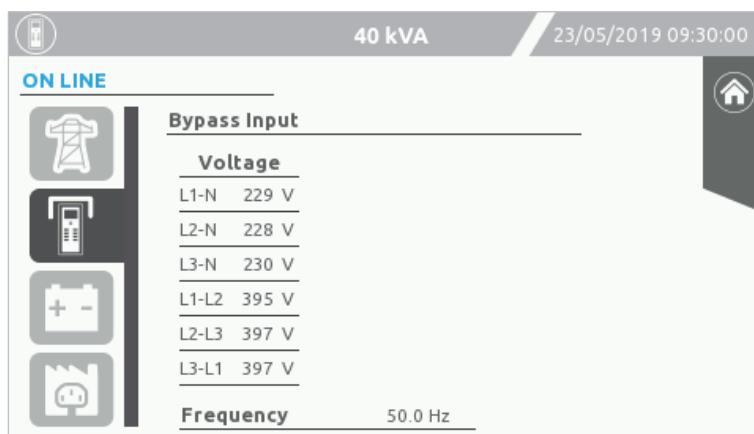 40 kVA 23/05/2019 09:30:00
ON LINE
Bypass Input
Voltage
L1-N 229 V
L2-N 228 V
L3-N 230 V
L1-L2 395 V
L2-L3 397 V
L3-L1 397 V
Frequency 50.0 Hz